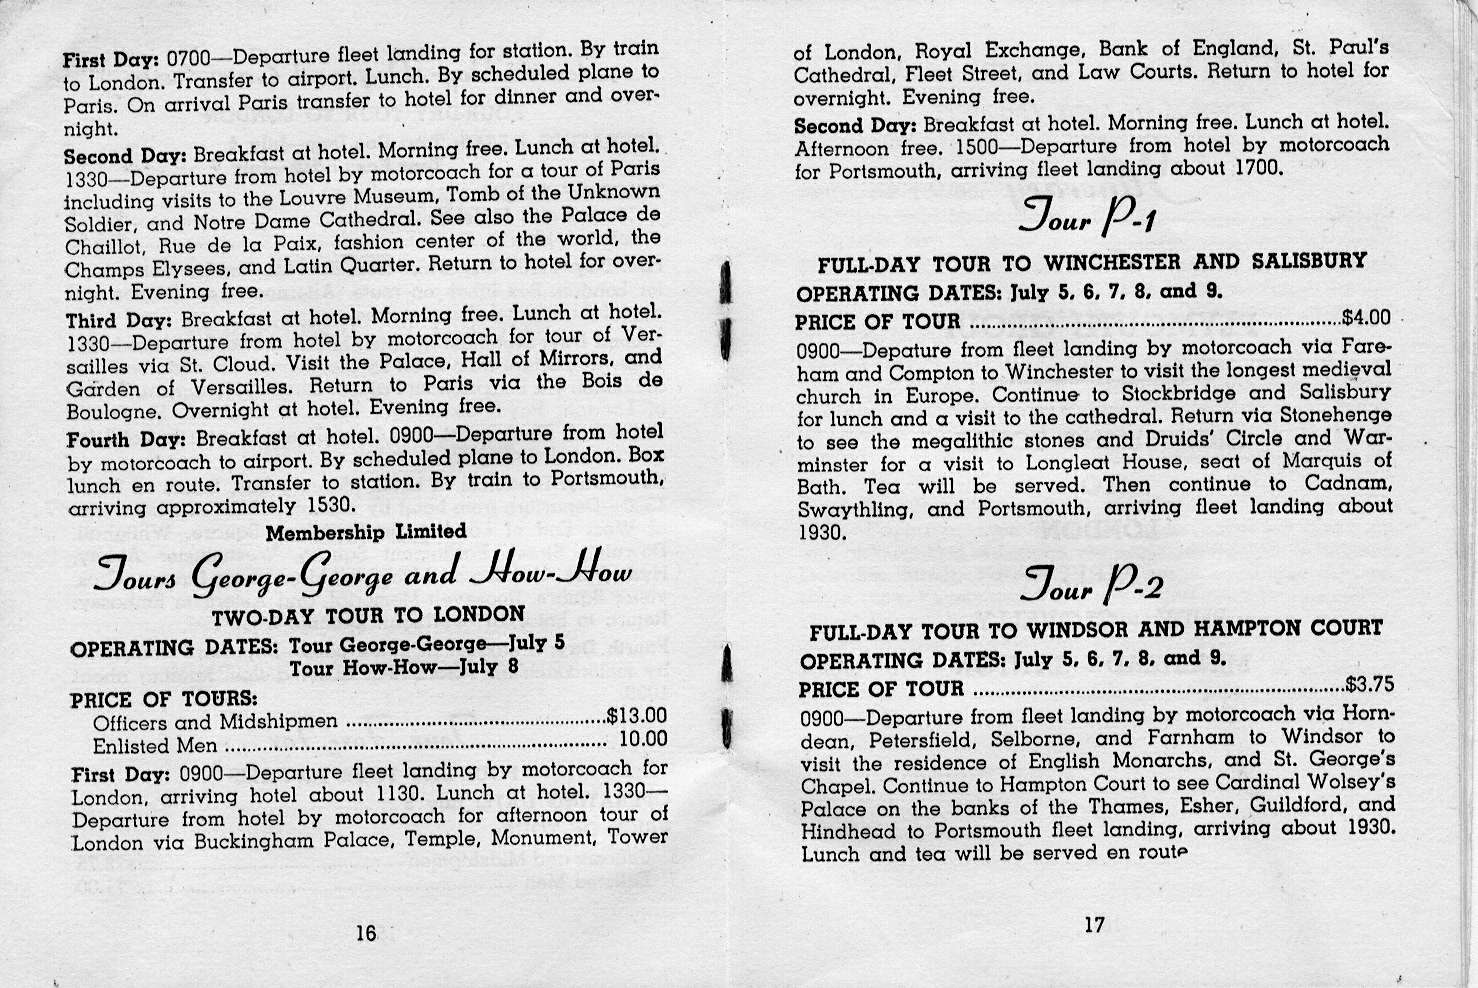 First Day: 0700—Departure fleet landing for station. By train
to London. Transfer to airport. Lunch. By scheduled plane to
Paris. On arrival Paris transfer to hotel for dinner and over-
night.
Second Day: Breakfast at hotel. Morning free. Lunch at hotel.
1330—Departure from hotel by motorcoach for a tour of Paris
including visits to the Louvre Museum, Tomb of the Unknown
Soldier, and Notre Dame Cathedral. See also the Palace de
Chaillot, Rue de la Paix, fashion center of the world, the
Champs Elysees, and Latin Quarter. Return to hotel for over-
night. Evening free.
Third Day: Breakfast at hotel. Morning free. Lunch at hotel.
1330—Departure from hotel by motorcoach for tour of Ver-
sailles via St. Cloud. Visit the Palace, Hall of Mirrors, and
Garden of Versailles. Return to Paris via the Bois de
Boulogne. Overnight at hotel. Evening free.
Fourth Day: Breakfast at hotel. 0900—Departure from hotel
by motorcoach to airport. By scheduled plane to London. Box
lunch en route. Transfer to station. By train to Portsmouth,
arriving approximately 1530.
Membership Limited
Tours George-George and How-How
TWO-DAY TOUR TO LONDON
OPERATING DATES: Tour George-George—July 5
Tour How-How—July 8
PRICE OF TOURS:
Officers and Midshipmen ............................................$13.00
Enlisted Men ................................................................ 10.00
First Day: 0900—Departure fleet landing by motorcoach for
London, arriving hotel about 1130. Lunch at hotel. 1330—
Departure from hotel by motorcoach for afternoon tour of
London via Buckingham Palace, Temple, Monument, Tower
16
of London, Royal Exchange, Bank of England, St. Paul's
Cathedral, Fleet Street, and Law Courts. Return to hotel for
overnight. Evening free.
Second Day: Breakfast at hotel. Morning free. Lunch at hotel.
Afternoon free. 1500—Departure from hotel by motorcoach
for Portsmouth, arriving fleet landing about 1700.
Tour P-1
FULL-DAY TOUR TO WINCHESTER AND SALISBURY
OPERATING DATES: July 5, 6, 7, 8, and 9.
PRICE OF TOUR ................................................................$4.00
0900—Depature from fleet landing by motorcoach via Fare-
ham and Compton to Winchester to visit the longest medieval
church in Europe. Continue to Stockbridge and Salisbury
for lunch and a visit to the cathedral. Return via Stonehenge
to see the megalithic stones and Druids' Circle and War-
minster for a visit to Longleat House, seat of Marquis of
Bath. Tea will be served. Then continue to Cadnam,
Swaythling, and Portsmouth, arriving fleet landing about
1930.
Tour P-2
FULL-DAY TOUR TO WINDSOR AND HAMPTON COURT
OPERATING DATES: July 5, 6, 7, 8, and 9.
PRICE OF TOUR ................................................................$3.75
0900—Departure from fleet landing by motorcoach via Horn-
dean, Petersfield, Selborne, and Farnham to Windsor to
visit the residence of English Monarchs, and St. George's
Chapel. Continue to Hampton Court to see Cardinal Wolsey's
Palace on the banks of the Thames, Esher, Guildford, and
Hindhead to Portsmouth fleet landing, arriving about 1930.
Lunch and tea will be served en route
17